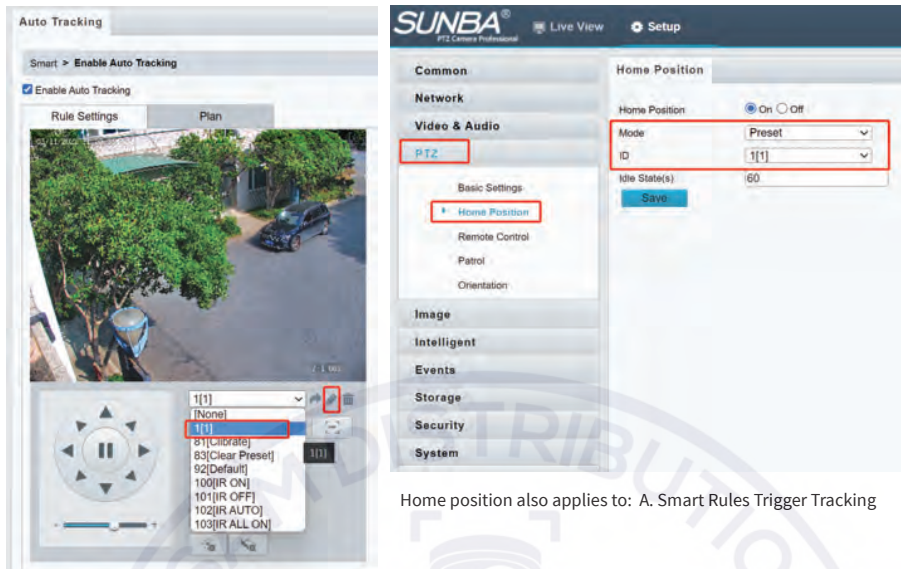 Auto Tracking
Smart > Enable Auto Tracking
Enable Auto Tracking
Rule Settings
Plan
1[1]
[None]
1[1]
81[Clibrate]
83[Clear Preset]
92[Default]
100[IR ON]
101[IR OFF]
102[IR AUTO]
103[IR ALL ON]
1[1]
- +
SUNBA®
PTZ Camera Professional
Live View
Setup
Common
Network
Video & Audio
PTZ
Basic Settings
Home Position
Remote Control
Patrol
Orientation
Image
Intelligent
Events
Storage
Security
System
Home Position
Home Position On Off
Mode Preset
ID 1[1]
Idle State(s) 60
Save
Home position also applies to: A. Smart Rules Trigger Tracking